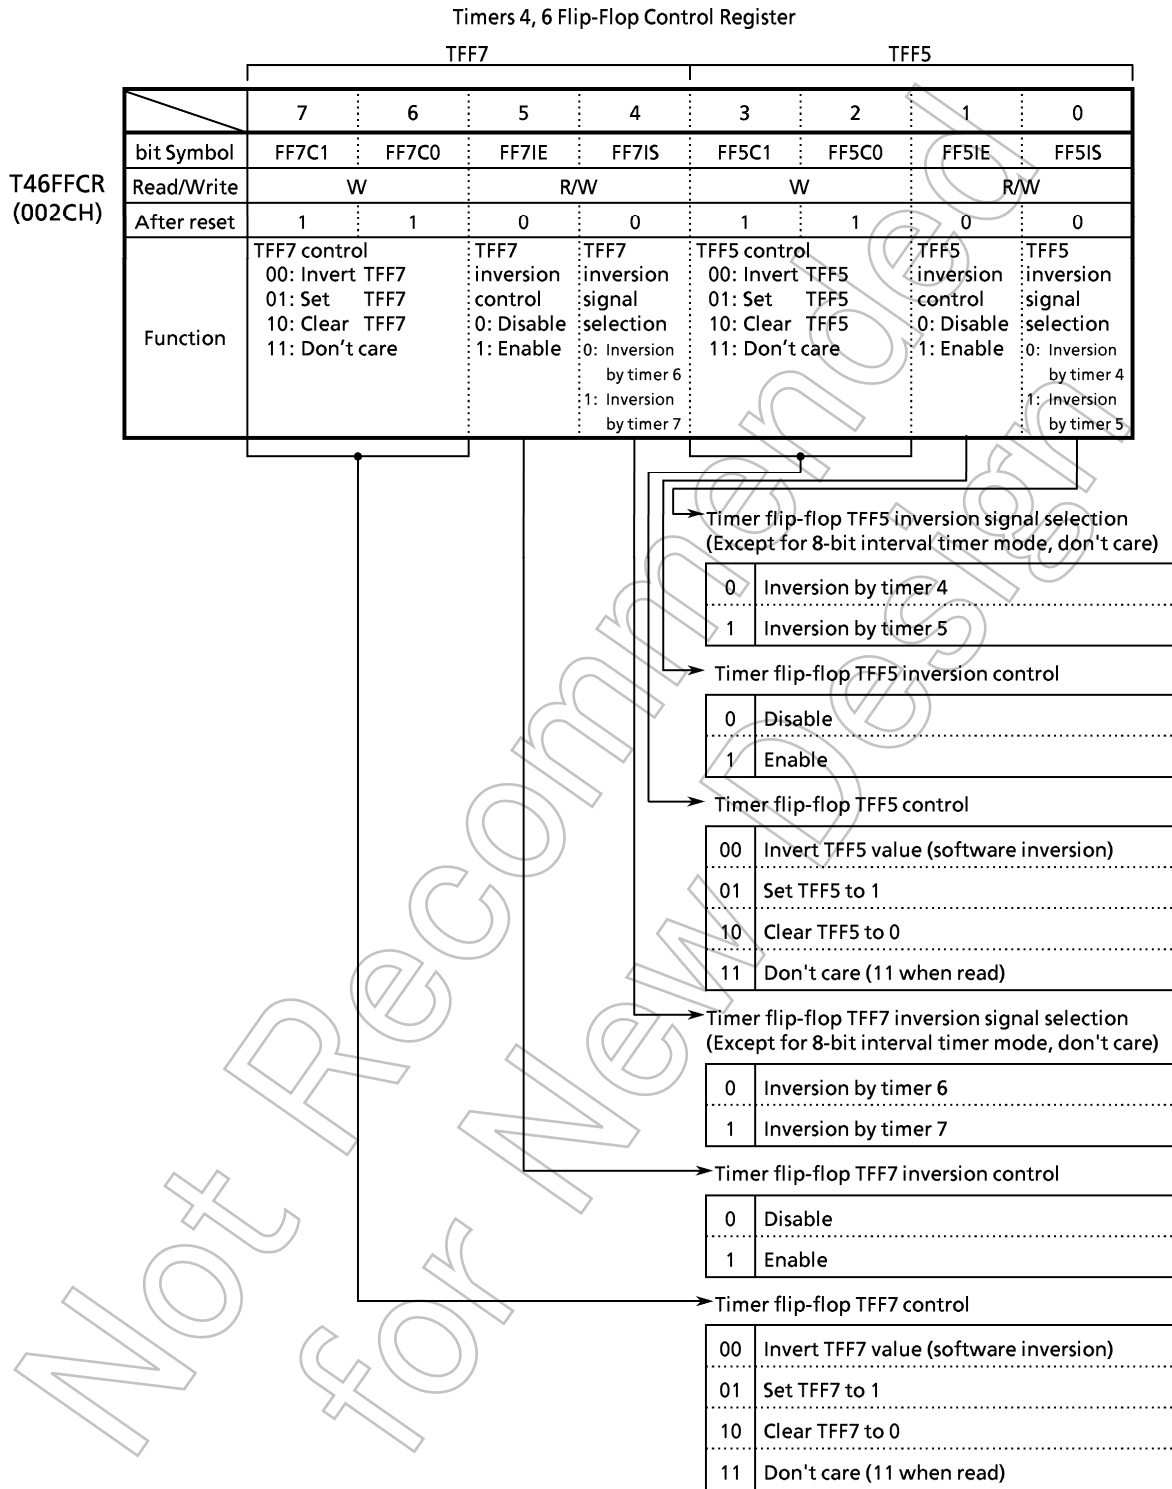 Timers 4, 6 Flip-Flop Control Register
TFF7 TFF5
7 6 5 4 3 2 1 0
bit Symbol FF7C1 FF7C0 FF7IE FF7IS FF5C1 FF5C0 FF5IE FF5IS
T46FFCR
(002CH)
Read/Write W R/W W R/W
After reset 1 1 0 0 1 1 0 0
Function
TFF7 control
00: Invert TFF7
01: Set TFF7
10: Clear TFF7
11: Don't care
TFF7
inversion
control
0: Disable
1: Enable
TFF7
inversion
signal
selection
0: Inversion
by timer 6
1: Inversion
by timer 7
TFF5 control
00: Invert TFF5
01: Set TFF5
10: Clear TFF5
11: Don't care
TFF5
inversion
control
0: Disable
1: Enable
TFF5
inversion
signal
selection
0: Inversion
by timer 4
1: Inversion
by timer 5
Timer flip-flop TFF5 inversion signal selection
(Except for 8-bit interval timer mode, don't care)
0 Inversion by timer 4
1 Inversion by timer 5
Timer flip-flop TFF5 inversion control
0 Disable
1 Enable
Timer flip-flop TFF5 control
00 Invert TFF5 value (software inversion)
01 Set TFF5 to 1
10 Clear TFF5 to 0
11 Don't care (11 when read)
Timer flip-flop TFF7 inversion signal selection
(Except for 8-bit interval timer mode, don't care)
0 Inversion by timer 6
1 Inversion by timer 7
Timer flip-flop TFF7 inversion control
0 Disable
1 Enable
Timer flip-flop TFF7 control
00 Invert TFF7 value (software inversion)
01 Set TFF7 to 1
10 Clear TFF7 to 0
11 Don't care (11 when read)
Not Recommended
for New Design